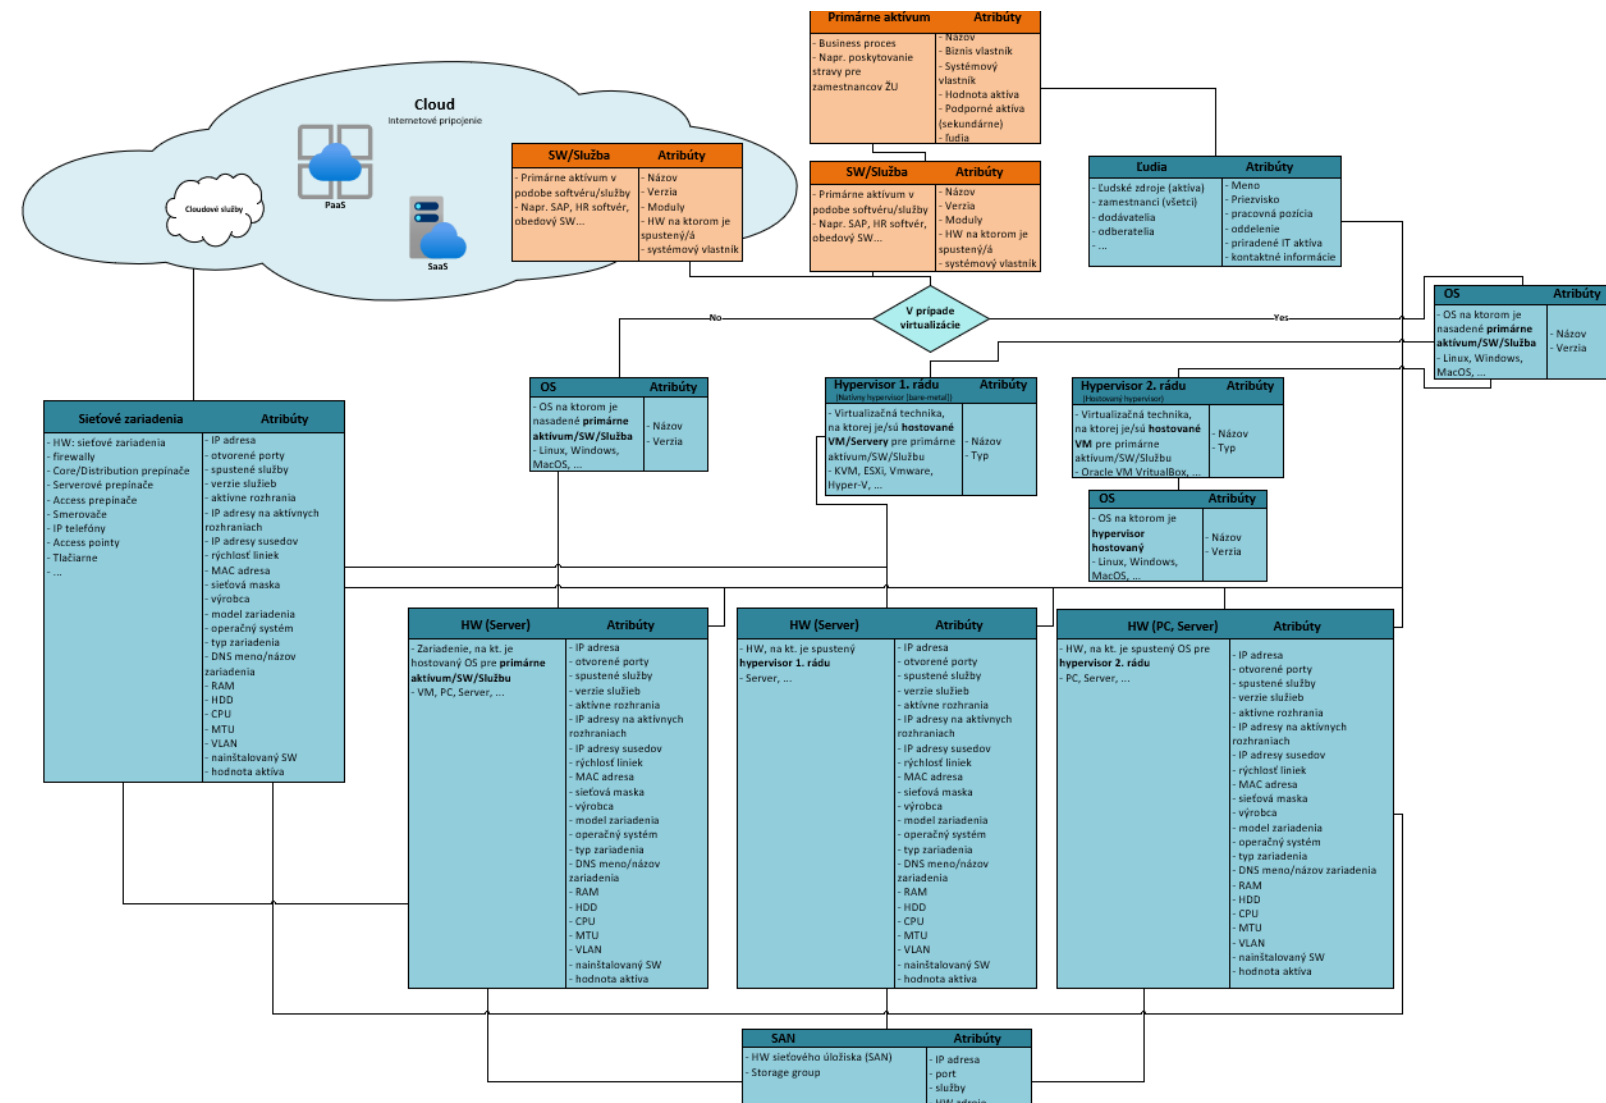 Primárne aktívum
Atribúty
- Business proces
- Napr. poskytovanie
stravy pre
zamestnancov ŽU
- Názov
- Biznis vlastník
- Systémový
vlastník
- Hodnota aktíva
- Podporné aktíva
(sekundárne)
- ľudia
Cloud
Internetové pripojenie
PaaS
Cloudové služby
SaaS
SW/Služba
Atribúty
- Primárne aktívum v
podobe softvéru/služby
- Napr. SAP, HR softvér,
obedový SW...
- Názov
- Verzia
- Moduly
- HW na ktorom je
spustený/á
- systémový vlastník
SW/Služba
Atribúty
- Primárne aktívum v
podobe softvéru/služby
- Napr. SAP, HR softvér,
obedový SW...
- Názov
- Verzia
- Moduly
- HW na ktorom je
spustený/á
- systémový vlastník
Ľudia
Atribúty
- Ľudské zdroje (aktíva)
- zamestnanci (všetci)
- dodávatelia
- odberatelia
- ...
- Meno
- Priezvisko
- pracovná pozícia
- oddelenie
- priradené IT aktíva
- kontaktné informácie
V prípade
virtualizácie
No
Yes
OS
Atribúty
- OS na ktorom je
nasadené primárne
aktívum/SW/Služba
- Linux, Windows,
MacOS, ...
- Názov
- Verzia
OS
Atribúty
- OS na ktorom je
nasadené primárne
aktívum/SW/Služba
- Linux, Windows,
MacOS, ...
- Názov
- Verzia
Hypervisor 1. rádu
(Natívny hypervisor [bare-metal])
Atribúty
- Virtualizačná technika,
na ktorej je/sú hostované
VM/Servery pre primárne
aktívum/SW/Službu
- KVM, ESXi, Vmware,
Hyper-V, ...
- Názov
- Typ
Hypervisor 2. rádu
(Hostovaný hypervisor)
Atribúty
- Virtualizačná technika,
na ktorej je/sú hostované
VM pre primárne
aktívum/SW/Službu
- Oracle VM VritualBox, ...
- Názov
- Typ
OS
Atribúty
- OS na ktorom je
hypervisor
hostovaný
- Linux, Windows,
MacOS, ...
- Názov
- Verzia
Sieťové zariadenia
Atribúty
- HW: sieťové zariadenia
- firewally
- Core/Distribution prepínače
- Serverové prepínače
- Access prepínače
- Smerovače
- IP telefóny
- Access pointy
- Tlačiarne
- ...
- IP adresa
- otvorené porty
- spustené služby
- verzie služieb
- aktívne rozhrania
- IP adresy na aktívnych
rozhraniach
- IP adresy susedov
- rýchlosť liniek
- MAC adresa
- sieťová maska
- výrobca
- model zariadenia
- operačný systém
- typ zariadenia
- DNS meno/názov
zariadenia
- RAM
- HDD
- CPU
- MTU
- VLAN
- nainštalovaný SW
- hodnota aktíva
HW (Server)
Atribúty
- Zariadenie, na kt. je
hostovaný OS pre primárne
aktívum/SW/Službu
- VM, PC, Server, ...
- IP adresa
- otvorené porty
- spustené služby
- verzie služieb
- aktívne rozhrania
- IP adresy na aktívnych
rozhraniach
- IP adresy susedov
- rýchlosť liniek
- MAC adresa
- sieťová maska
- výrobca
- model zariadenia
- operačný systém
- typ zariadenia
- DNS meno/názov
zariadenia
- RAM
- HDD
- CPU
- MTU
- VLAN
- nainštalovaný SW
- hodnota aktíva
HW (Server)
Atribúty
- HW, na kt. je spustený
hypervisor 1. rádu
- Server, ...
- IP adresa
- otvorené porty
- spustené služby
- verzie služieb
- aktívne rozhrania
- IP adresy na aktívnych
rozhraniach
- IP adresy susedov
- rýchlosť liniek
- MAC adresa
- sieťová maska
- výrobca
- model zariadenia
- operačný systém
- typ zariadenia
- DNS meno/názov
zariadenia
- RAM
- HDD
- CPU
- MTU
- VLAN
- nainštalovaný SW
- hodnota aktíva
HW (PC, Server)
Atribúty
- HW, na kt. je spustený OS pre
hypervisor 2. rádu
- PC, Server, ...
- IP adresa
- otvorené porty
- spustené služby
- verzie služieb
- aktívne rozhrania
- IP adresy na aktívnych
rozhraniach
- IP adresy susedov
- rýchlosť liniek
- MAC adresa
- sieťová maska
- výrobca
- model zariadenia
- operačný systém
- typ zariadenia
- DNS meno/názov zariadenia
- RAM
- HDD
- CPU
- MTU
- VLAN
- nainštalovaný SW
- hodnota aktíva
SAN
Atribúty
- HW sieťového úložiska (SAN)
- Storage group
- IP adresa
- port
- služby
- HW zdroje